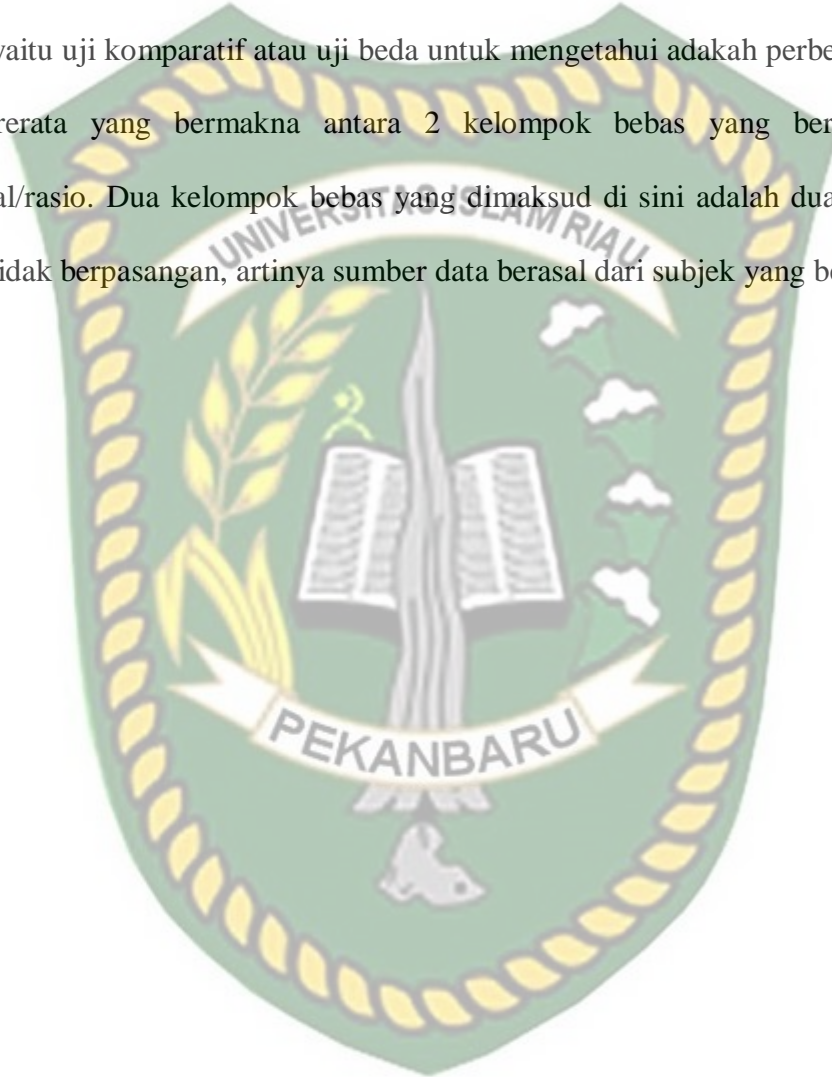 yaitu uji komparatif atau uji beda untuk mengetahui adakah perbe
rerata yang bermakna antara 2 kelompok bebas yang ber
al/rasio. Dua kelompok bebas yang dimaksud di sini adalah dua
idak berpasangan, artinya sumber data berasal dari subjek yang be
UNIVERSITAS ISLAM RIAU
PEKANBARU